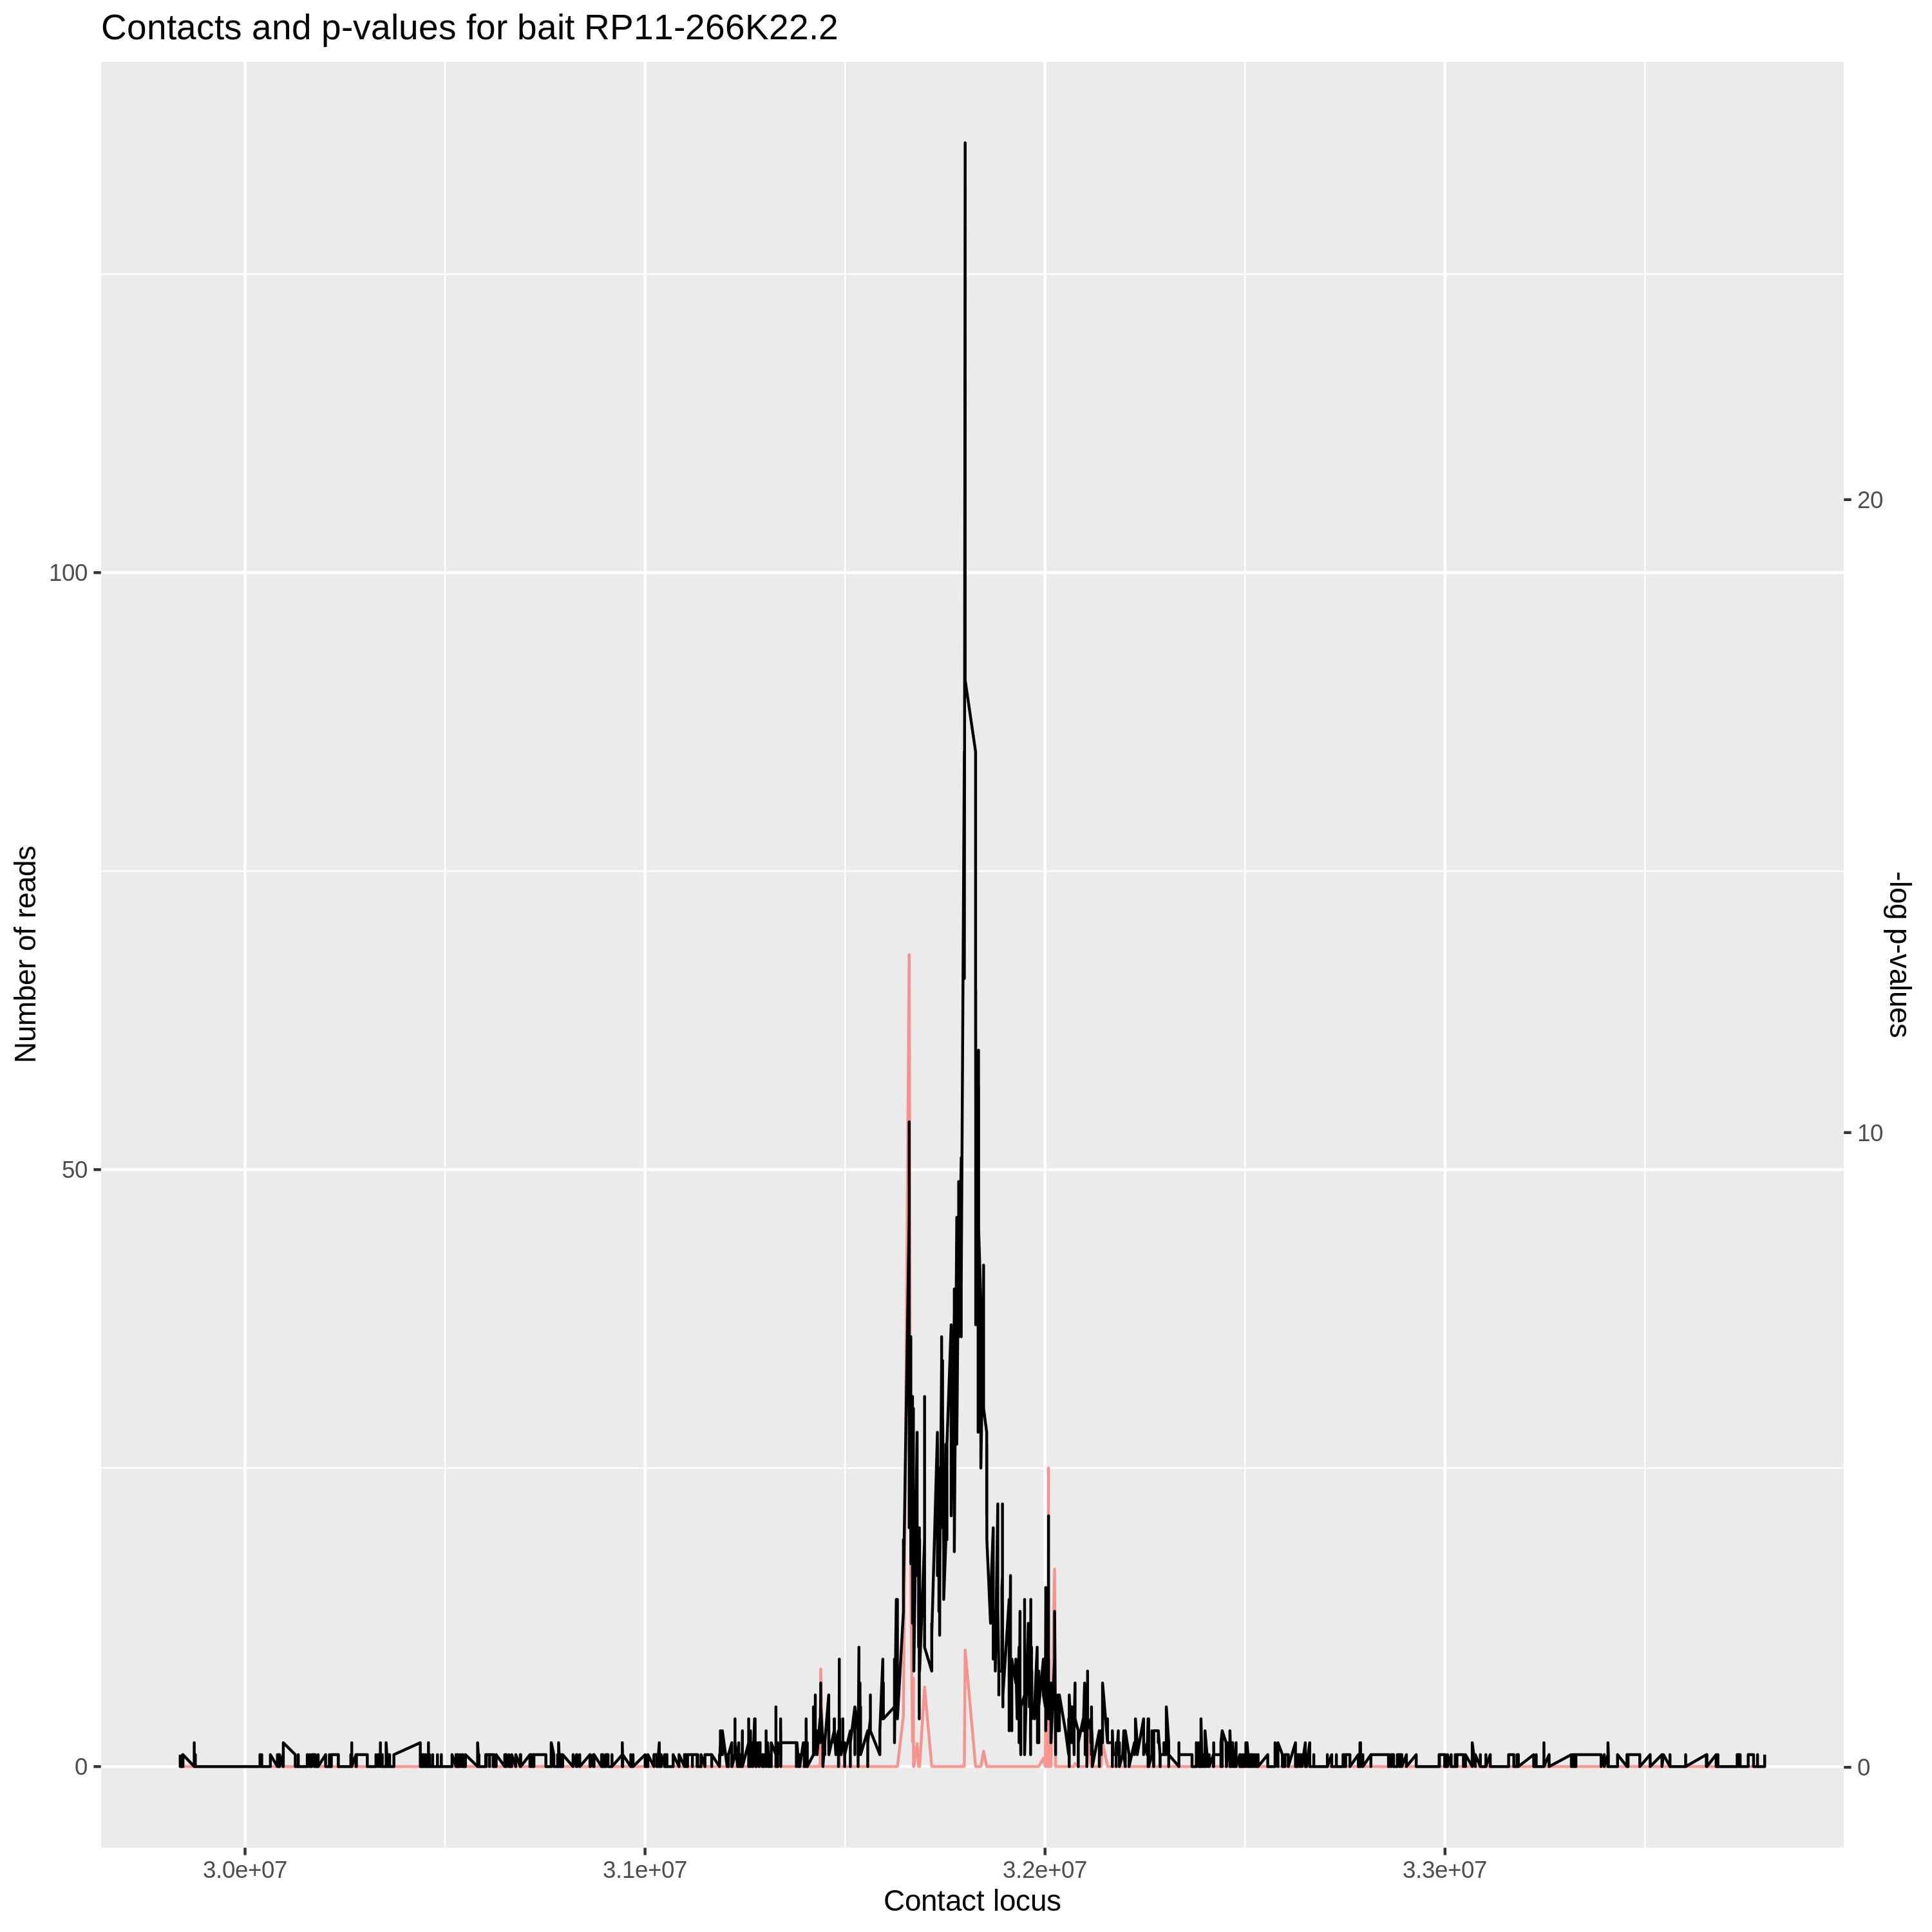 Contacts and p-values for bait RP11-266K22.2
100
50
0
Number of reads
20
10
0
-log p-values
3.0e+07
3.1e+07
3.2e+07
3.3e+07
Contact locus